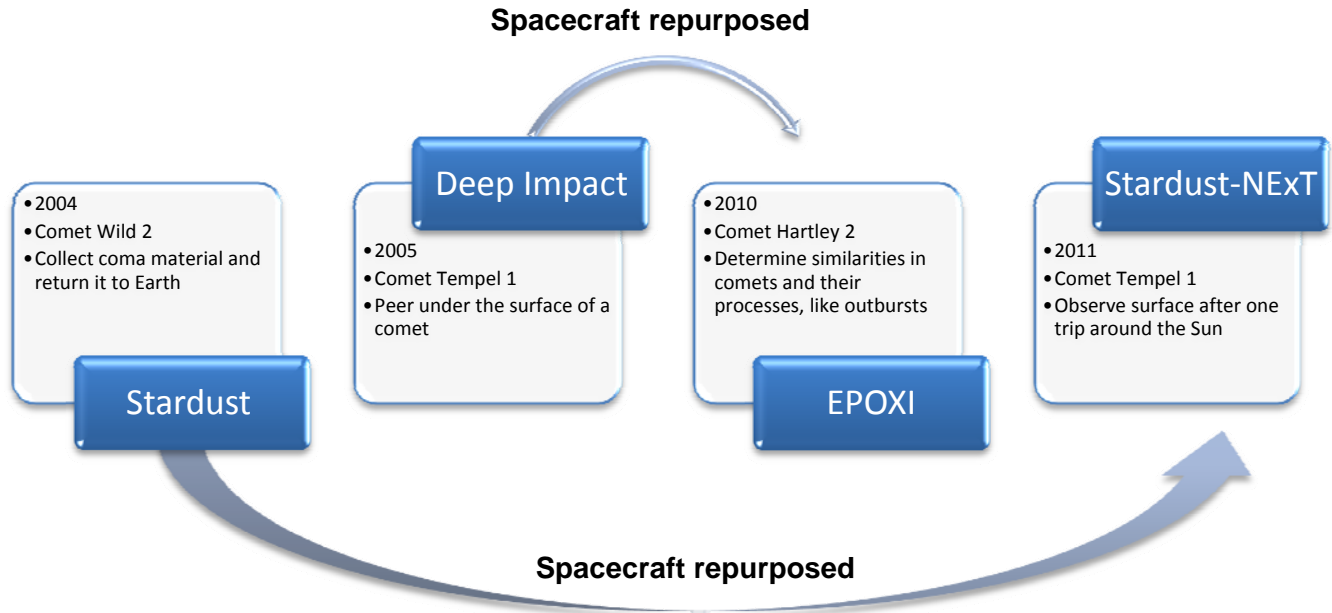 Spacecraft repurposed
•2004
•Comet Wild 2
•Collect coma material and
return it to Earth
Stardust
Deep Impact
•2005
•Comet Tempel 1
•Peer under the surface of a
comet
•2010
•Comet Hartley 2
•Determine similarities in
comets and their
processes, like outbursts
EPOXI
Stardust-NExT
•2011
•Comet Tempel 1
•Observe surface after one
trip around the Sun
Spacecraft repurposed